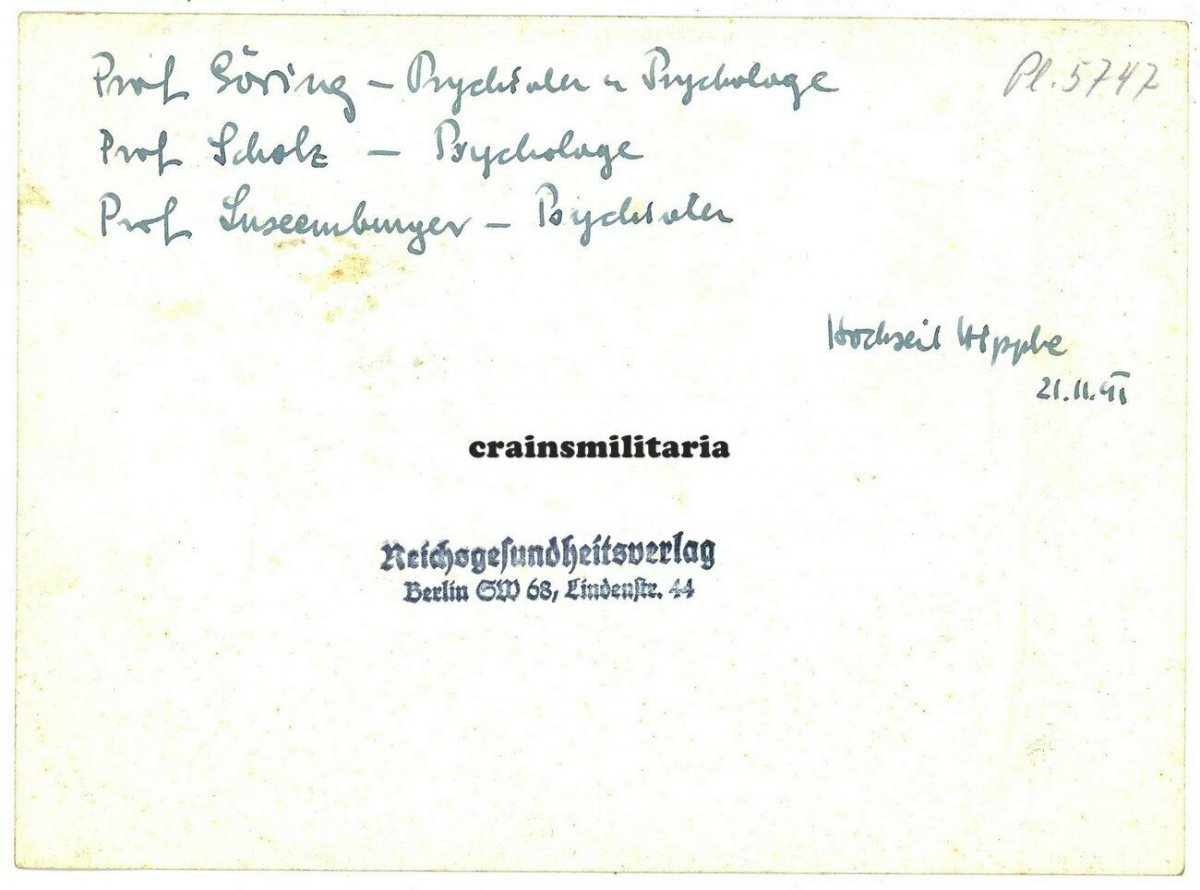 Prof Göring – Psychiater u Psychologe
Pl. 5747
Prof Scholz – Psychologe
Prof Luxemburger – Psychiater
Hochzeit Hippke
21.11.41
crainsmilitaria
Reichsgesundheitsverlag
Berlin SW 68, Lindenstr. 44